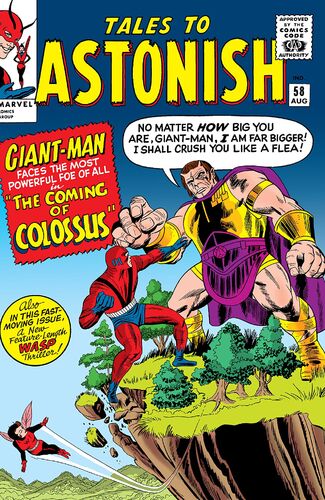 TALES TO
ASTONISH
APPROVED
BY THE
COMICS
CODE
AUTHORITY
MARVEL
COMICS
GROUP
IND.
58
AUG
NO MATTER HOW BIG YOU
ARE, GIANT-MAN, I AM FAR BIGGER!
I SHALL CRUSH YOU LIKE A FLEA!
GIANT-MAN
FACES THE MOST
POWERFUL FOE OF ALL
in
"THE COMING
OF
COLOSSUS"
Also
IN THIS FAST-
MOVING ISSUE,
A New
Feature-Length
WASP
Thriller!